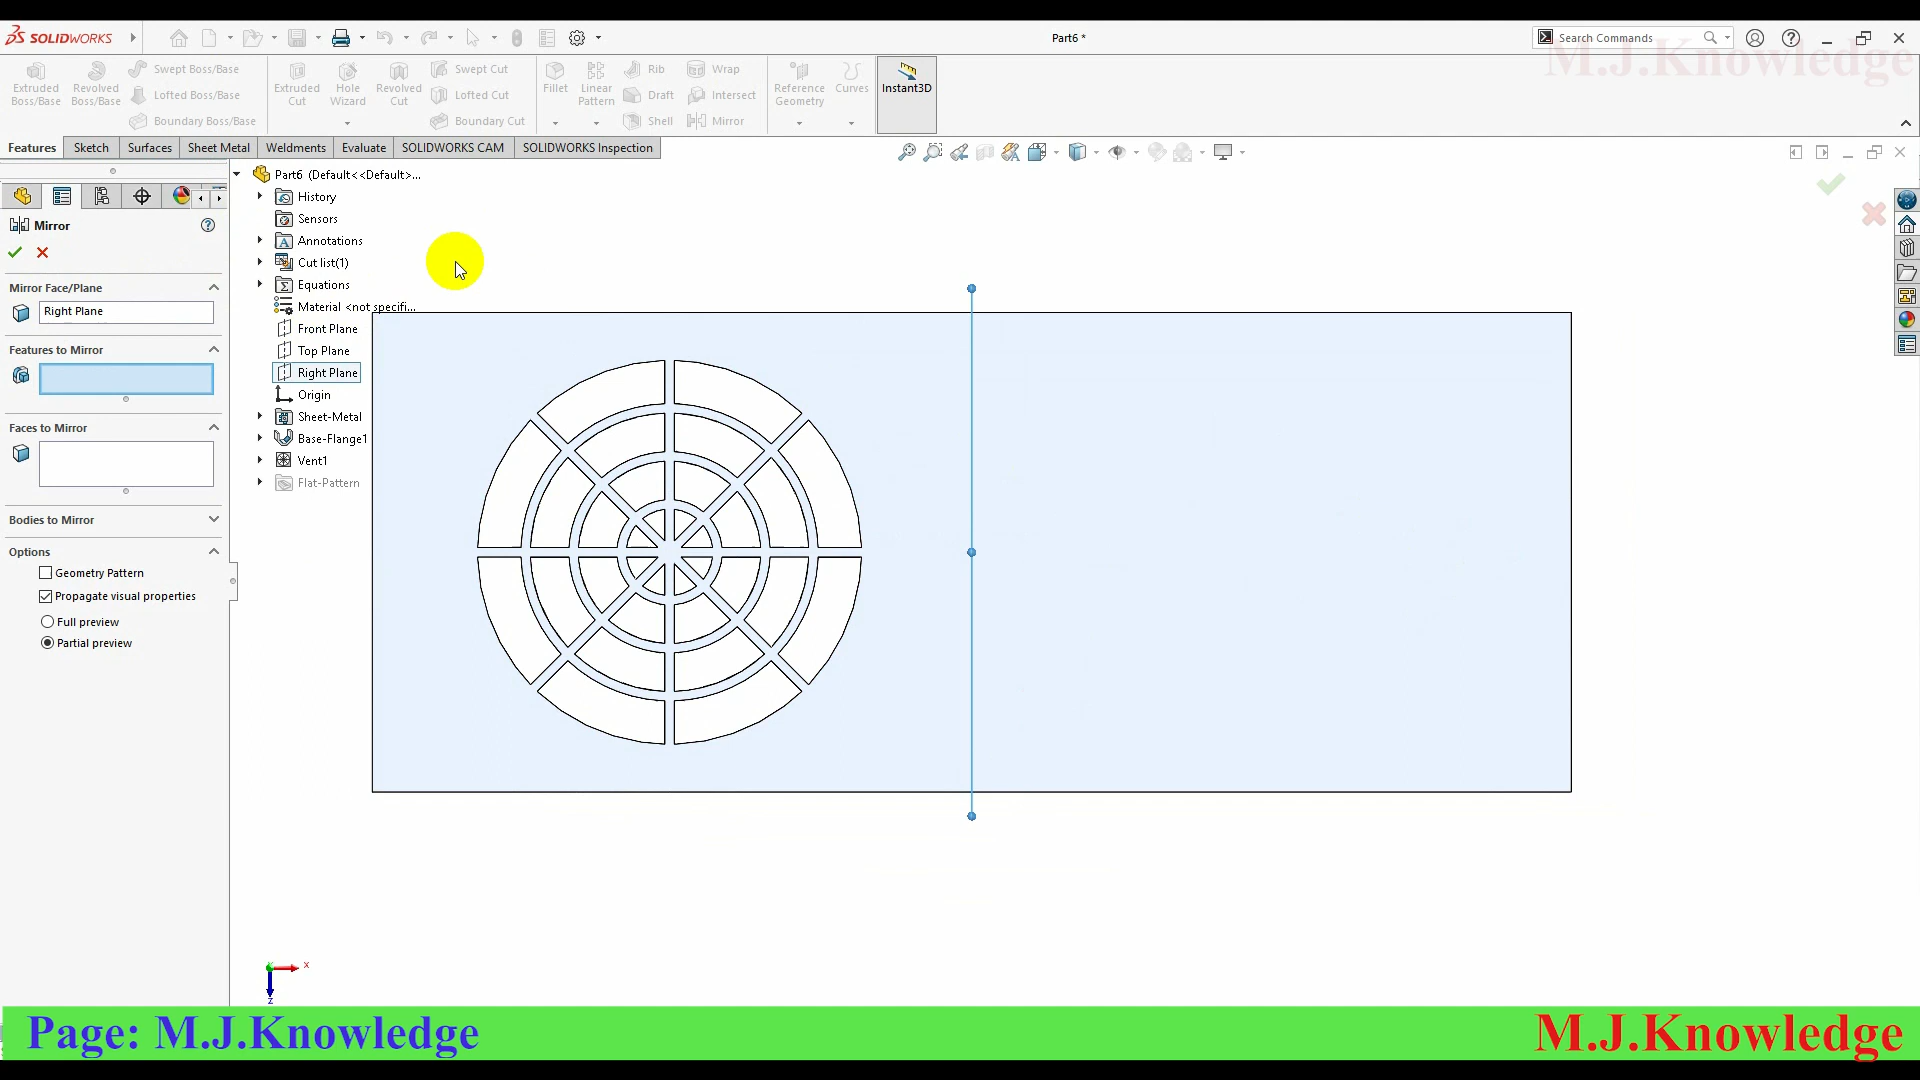 SOLIDWORKS
Part6 *
Search Commands
M.J.Knowledge
Extruded Boss/Base
Revolved Boss/Base
Swept Boss/Base
Lofted Boss/Base
Boundary Boss/Base
Extruded Cut
Hole Wizard
Revolved Cut
Swept Cut
Lofted Cut
Boundary Cut
Fillet
Linear Pattern
Rib
Draft
Shell
Wrap
Intersect
Mirror
Reference Geometry
Curves
Instant3D
Features
Sketch
Surfaces
Sheet Metal
Weldments
Evaluate
SOLIDWORKS CAM
SOLIDWORKS Inspection
Mirror
Mirror Face/Plane
Right Plane
Features to Mirror
Faces to Mirror
Bodies to Mirror
Options
Geometry Pattern
Propagate visual properties
Full preview
Partial preview
Part6 (Default<<Default>...
History
Sensors
Annotations
Cut list(1)
Equations
Material <not specifi...
Front Plane
Top Plane
Right Plane
Origin
Sheet-Metal
Base-Flange1
Vent1
Flat-Pattern
x
z
Page: M.J.Knowledge
M.J.Knowledge